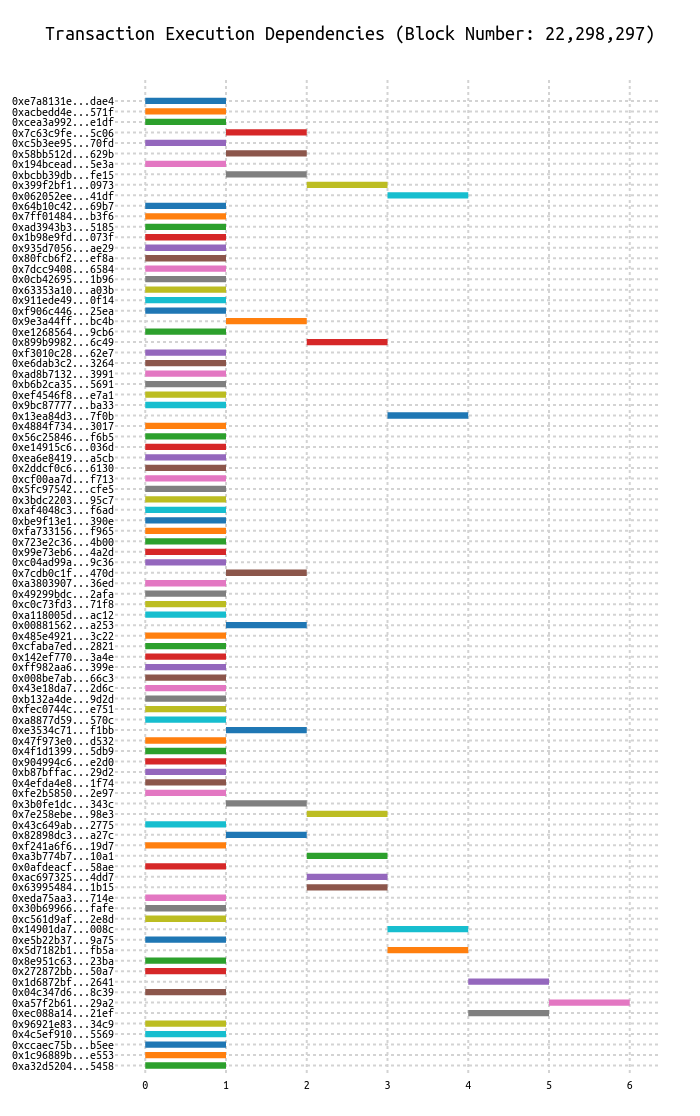 Transaction Execution Dependencies (Block Number: 22,298,297)
0xe7a8131e...dae4
0xacbedd4e...571f
0xcea3a992...e1df
0x7c63c9fe...5c06
0xc5b3ee95...70fd
0x58bb512d...629b
0x194bcead...5e3a
0xbcbb39db...fe15
0x399f2bf1...0973
0x062052ee...41df
0x64b10c42...69b7
0x7ff01484...b3f6
0xad3943b3...5185
0x1b98e9fd...073f
0x935d7056...ae29
0x80fcb6f2...ef8a
0x7dcc9408...6584
0x0cb42695...1b96
0x63353a10...a03b
0x911ede49...0f14
0xf906c446...25ea
0x9e3a44ff...bc4b
0xe1268564...9cb6
0x899b9982...6c49
0xf3010c28...62e7
0xe6dab3c2...3264
0xad8b7132...3991
0xb6b2ca35...5691
0xef4546f8...e7a1
0x9bc87777...ba33
0x13ea84d3...7f0b
0x4884f734...3017
0x56c25846...f6b5
0xe14915c6...036d
0xea6e8419...a5cb
0x2ddcf0c6...6130
0xcf00aa7d...f713
0x5fc97542...cfe5
0x3bdc2203...95c7
0xaf4048c3...f6ad
0xbe9f13e1...390e
0xfa733156...f965
0x723e2c36...4b00
0x99e73eb6...4a2d
0xc04ad99a...9c36
0x7cdb0c1f...470d
0xa3803907...36ed
0x49299bdc...2afa
0xc0c73fd3...71f8
0xa118005d...ac12
0x00881562...a253
0x485e4921...3c22
0xcfaba7ed...2821
0x142ef770...3a4e
0xff982aa6...399e
0x008be7ab...66c3
0x43e18da7...2d6c
0xb132a4de...9d2d
0xfec0744c...e751
0xa8877d59...570c
0xe3534c71...f1bb
0x47f973e0...d532
0x4f1d1399...5db9
0x904994c6...e2d0
0xb87bffac...29d2
0x4efda4e8...1f74
0xfe2b5850...2e97
0x3b0fe1dc...343c
0x7e258ebe...98e3
0x43c649ab...2775
0x82898dc3...a27c
0xf241a6f6...19d7
0xa3b774b7...10a1
0x0afdeacf...58ae
0xac697325...4dd7
0x63995484...1b15
0xeda75aa3...714e
0x30b69966...fafe
0xc561d9af...2e8d
0x14901da7...008c
0xe5b22b37...9a75
0x5d7182b1...fb5a
0x8e951c63...23ba
0x272872bb...50a7
0x1d6872bf...2641
0x04c347d6...8c39
0xa57f2b61...29a2
0xec088a14...21ef
0x96921e83...34c9
0x4c5ef910...5569
0xccaec75b...b5ee
0x1c96889b...e553
0xa32d5204...5458
0 1 2 3 4 5 6